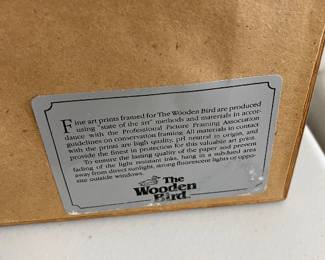 Fine art prints framed for The Wooden Bird are produced
using "state of the art" methods and materials in accor-
dance with the Professional Picture Framing Association
guidelines on conservation framing. All materials in contact
with the prints are high quality, pH neutral in origin, and
provide the finest in protections for this valuable art print.
To ensure the lasting quality of the paper and prevent
fading of the light resistant inks, hang in a subdued area
away from direct sunlight, strong fluorescent lights or oppo-
site outside windows.
The
Wooden
Bird